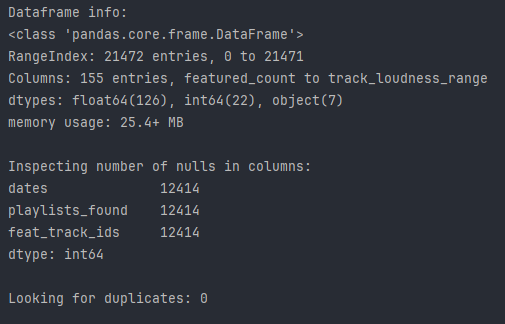 Dataframe info:
<class 'pandas.core.frame.DataFrame'>
RangeIndex: 21472 entries, 0 to 21471
Columns: 155 entries, featured_count to track_loudness_range
dtypes: float64(126), int64(22), object(7)
memory usage: 25.4+ MB
Inspecting number of nulls in columns:
dates 12414
playlists_found 12414
feat_track_ids 12414
dtype: int64
Looking for duplicates: 0